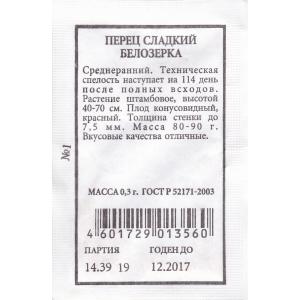 ПЕРЕЦ СЛАДКИЙ
БЕЛОЗЕРКА
Среднеранний. Техническая
спелость наступает на 114 день
после полных всходов.
Растение штамбовое, высотой
40-70 см. Плод конусовидный,
красный. Толщина стенки до
7,5 мм. Масса 80-90 г.
Вкусовые качества отличные.
№1
МАССА 0,3 г. ГОСТ Р 52171-2003
4 601729 013560
ПАРТИЯ ГОДЕН ДО
14.39 19 12.2017